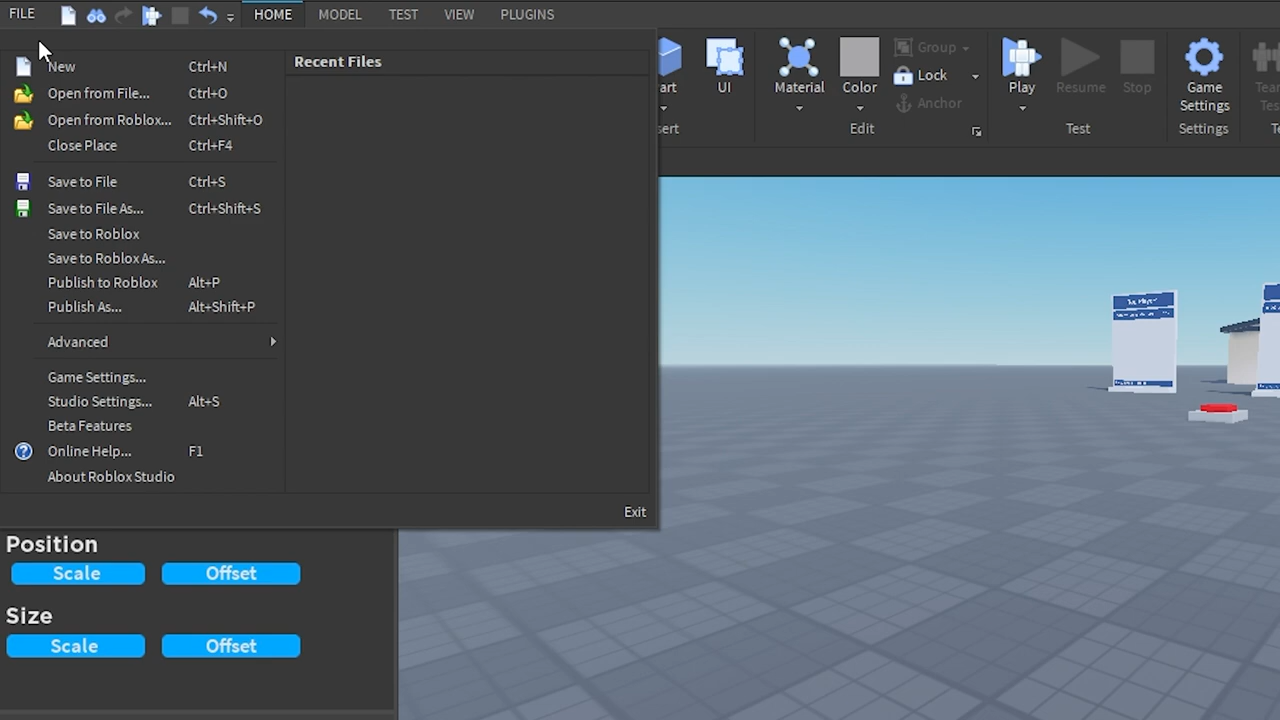 FILE
HOME
MODEL
TEST
VIEW
PLUGINS
New Ctrl+N
Open from File... Ctrl+O
Open from Roblox... Ctrl+Shift+O
Close Place Ctrl+F4
Save to File Ctrl+S
Save to File As... Ctrl+Shift+S
Save to Roblox
Save to Roblox As...
Publish to Roblox Alt+P
Publish As... Alt+Shift+P
Advanced
Game Settings...
Studio Settings... Alt+S
Beta Features
Online Help... F1
About Roblox Studio
Recent Files
Exit
art
UI
sert
Material
Color
Group
Lock
Anchor
Edit
Play
Resume
Stop
Test
Game
Settings
Settings
Position
Scale Offset
Size
Scale Offset